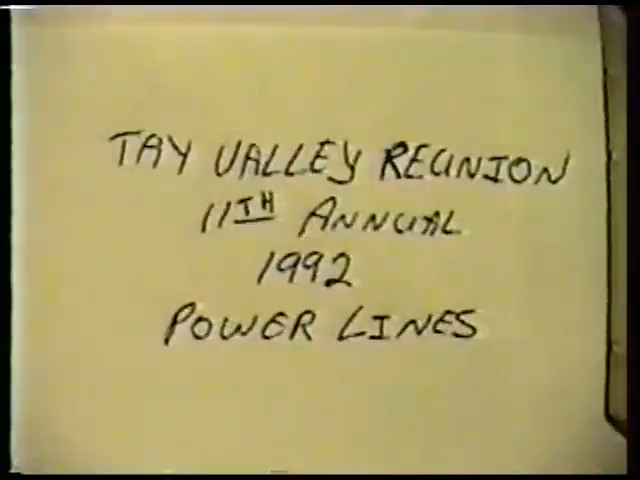 TAY VALLEY REUNION
11TH ANNUAL
1992
POWER LINES